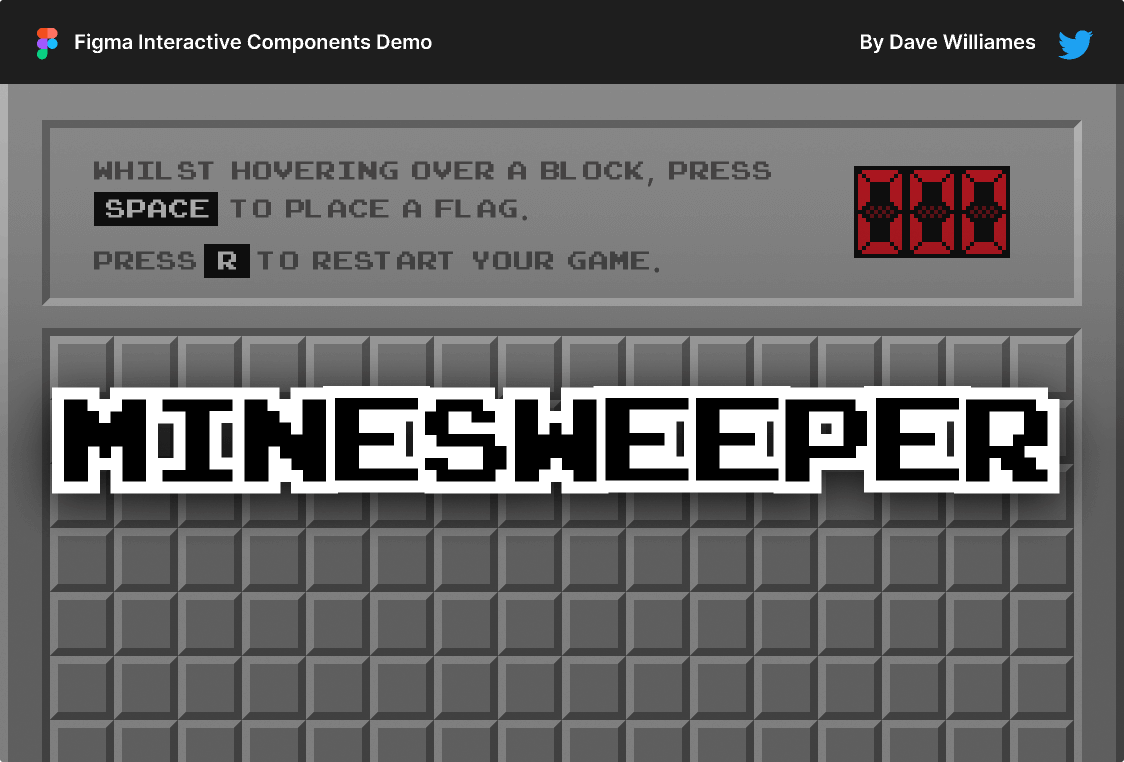 Figma Interactive Components Demo
By Dave Williames
WHILST HOVERING OVER A BLOCK, PRESS
SPACE TO PLACE A FLAG.
PRESS R TO RESTART YOUR GAME.
000
MINESWEEPER